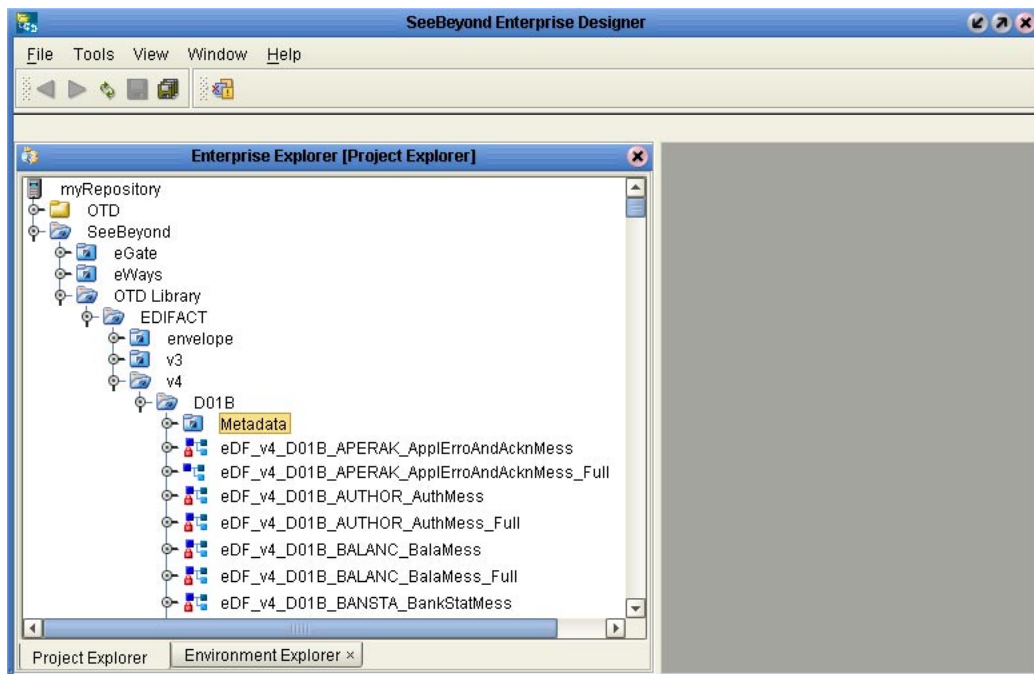 SeeBeyond Enterprise Designer
File Tools View Window Help
Enterprise Explorer [Project Explorer]
myRepository
OTD
SeeBeyond
eGate
eWays
OTD Library
EDIFACT
envelope
v3
v4
D01B
Metadata
eDF_v4_D01B_APERAK_ApplErroAndAcknMess
eDF_v4_D01B_APERAK_ApplErroAndAcknMess_Full
eDF_v4_D01B_AUTHOR_AuthMess
eDF_v4_D01B_AUTHOR_AuthMess_Full
eDF_v4_D01B_BALANC_BalaMess
eDF_v4_D01B_BALANC_BalaMess_Full
eDF_v4_D01B_BANSTA_BankStatMess
Project Explorer Environment Explorer ×